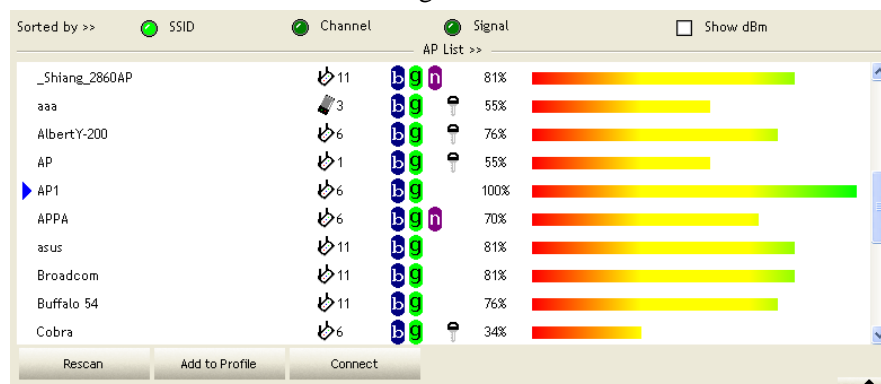 Sorted by >> SSID Channel Signal Show dBm
AP List >>
_Shiang_2860AP 11 b g n 81%
aaa 3 b g 55%
AlbertY-200 6 b g 76%
AP 1 b g 55%
AP1 6 b g 100%
APPA 6 b g n 70%
asus 11 b g 81%
Broadcom 11 b g 81%
Buffalo 54 11 b g 76%
Cobra 6 b g 34%
Rescan Add to Profile Connect